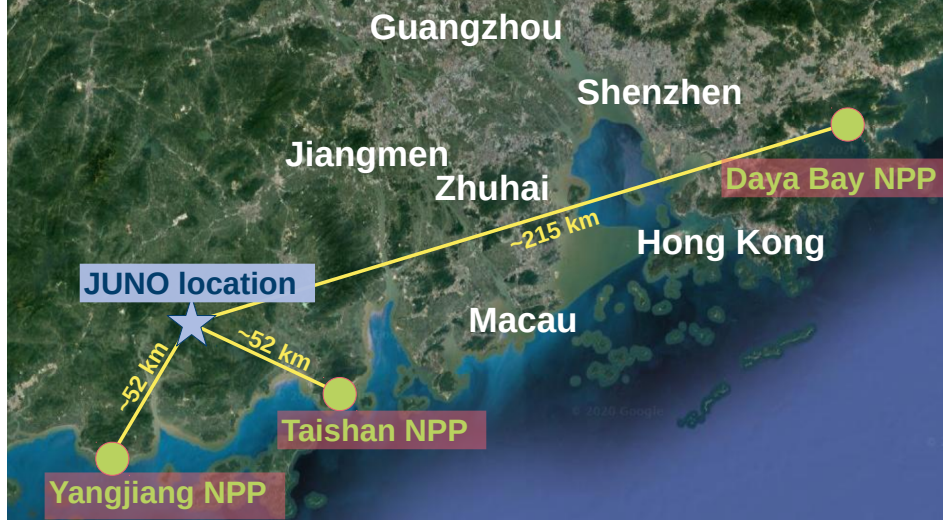 Guangzhou
Shenzhen
Jiangmen
Zhuhai
Daya Bay NPP
~215 km
Hong Kong
JUNO location
Macau
~52 km
~52 km
© 2020 Google
Taishan NPP
Yangjiang NPP